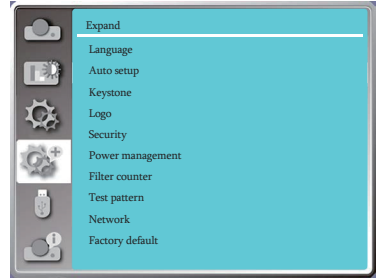 Expand
Language
Auto setup
Keystone
Logo
Security
Power management
Filter counter
Test pattern
Network
Factory default